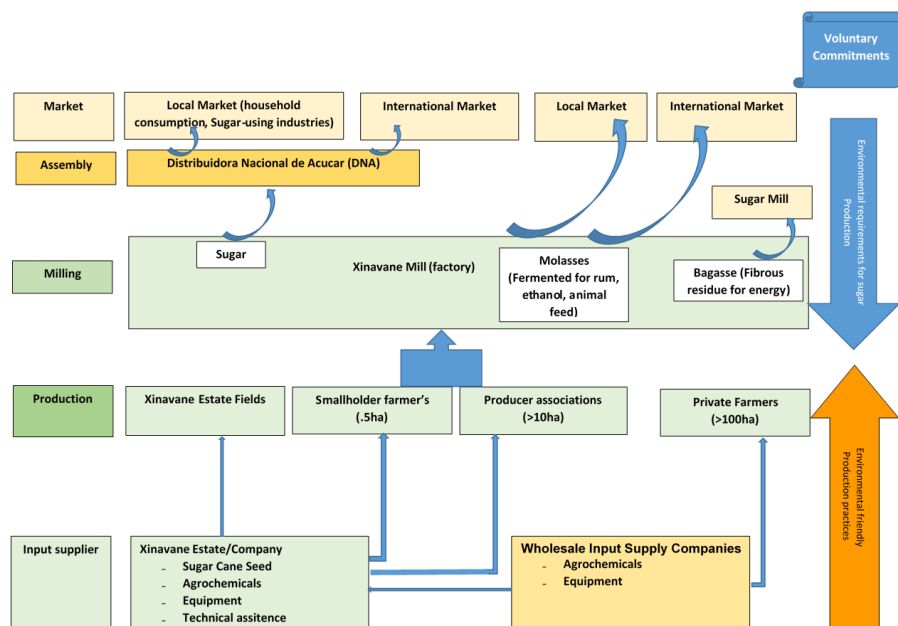 Voluntary
Commitments
Market
Local Market (household
consumption, Sugar-using industries)
International Market
Local Market
International Market
Assembly
Distribuidora Nacional de Acucar (DNA)
Sugar Mill
Environmental requirements for sugar
Production
Milling
Sugar
Xinavane Mill (factory)
Molasses
(Fermented for rum,
ethanol, animal
feed)
Bagasse (Fibrous
residue for energy)
Production
Xinavane Estate Fields
Smallholder farmer’s
(.5ha)
Producer associations
(>10ha)
Private Farmers
(>100ha)
Environmental friendly
Production practices
Input supplier
Xinavane Estate/Company
- Sugar Cane Seed
- Agrochemicals
- Equipment
- Technical assitence
Wholesale Input Supply Companies
- Agrochemicals
- Equipment